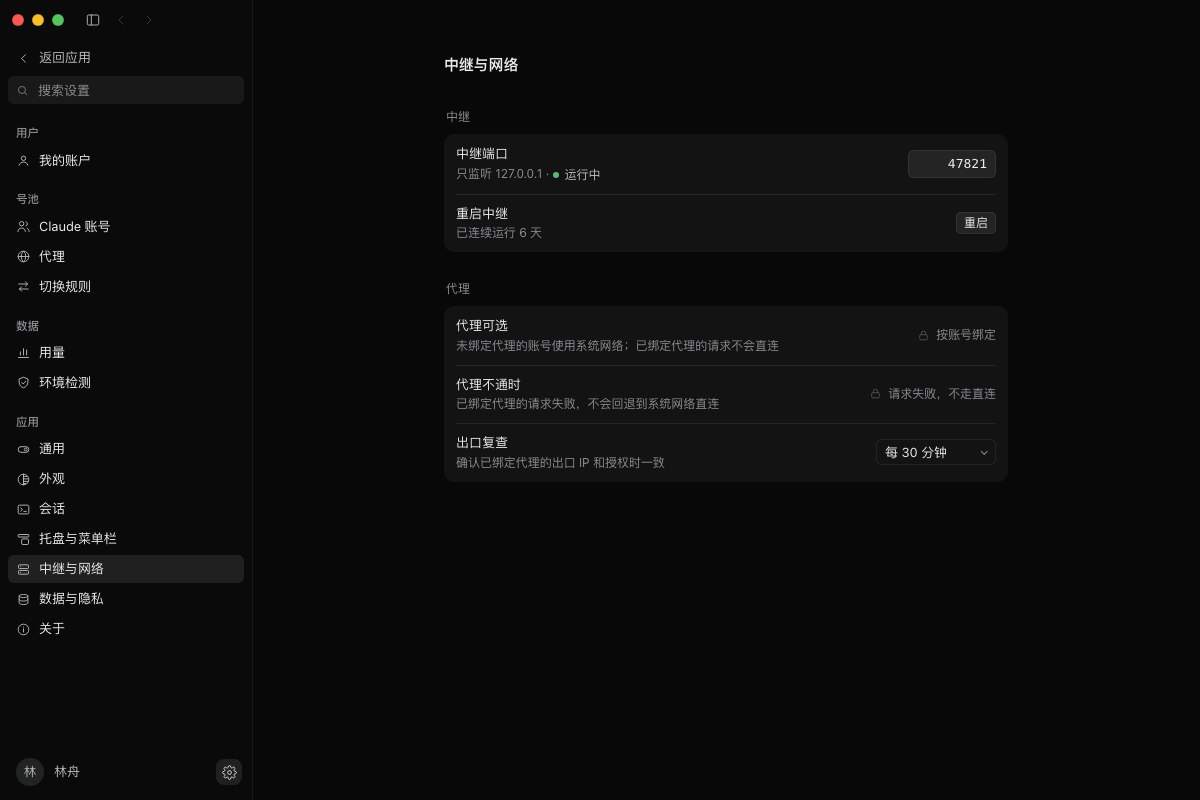 返回应用
搜索设置
用户
我的账户
号池
Claude 账号
代理
切换规则
数据
用量
环境检测
应用
通用
外观
会话
托盘与菜单栏
中继与网络
数据与隐私
关于
林
林舟
中继与网络
中继
中继端口
只监听 127.0.0.1 · 运行中
47821
重启中继
已连续运行 6 天
重启
代理
代理可选
未绑定代理的账号使用系统网络；已绑定代理的请求不会直连
按账号绑定
代理不通时
已绑定代理的请求失败，不会回退到系统网络直连
请求失败，不走直连
出口复查
确认已绑定代理的出口 IP 和授权时一致
每 30 分钟